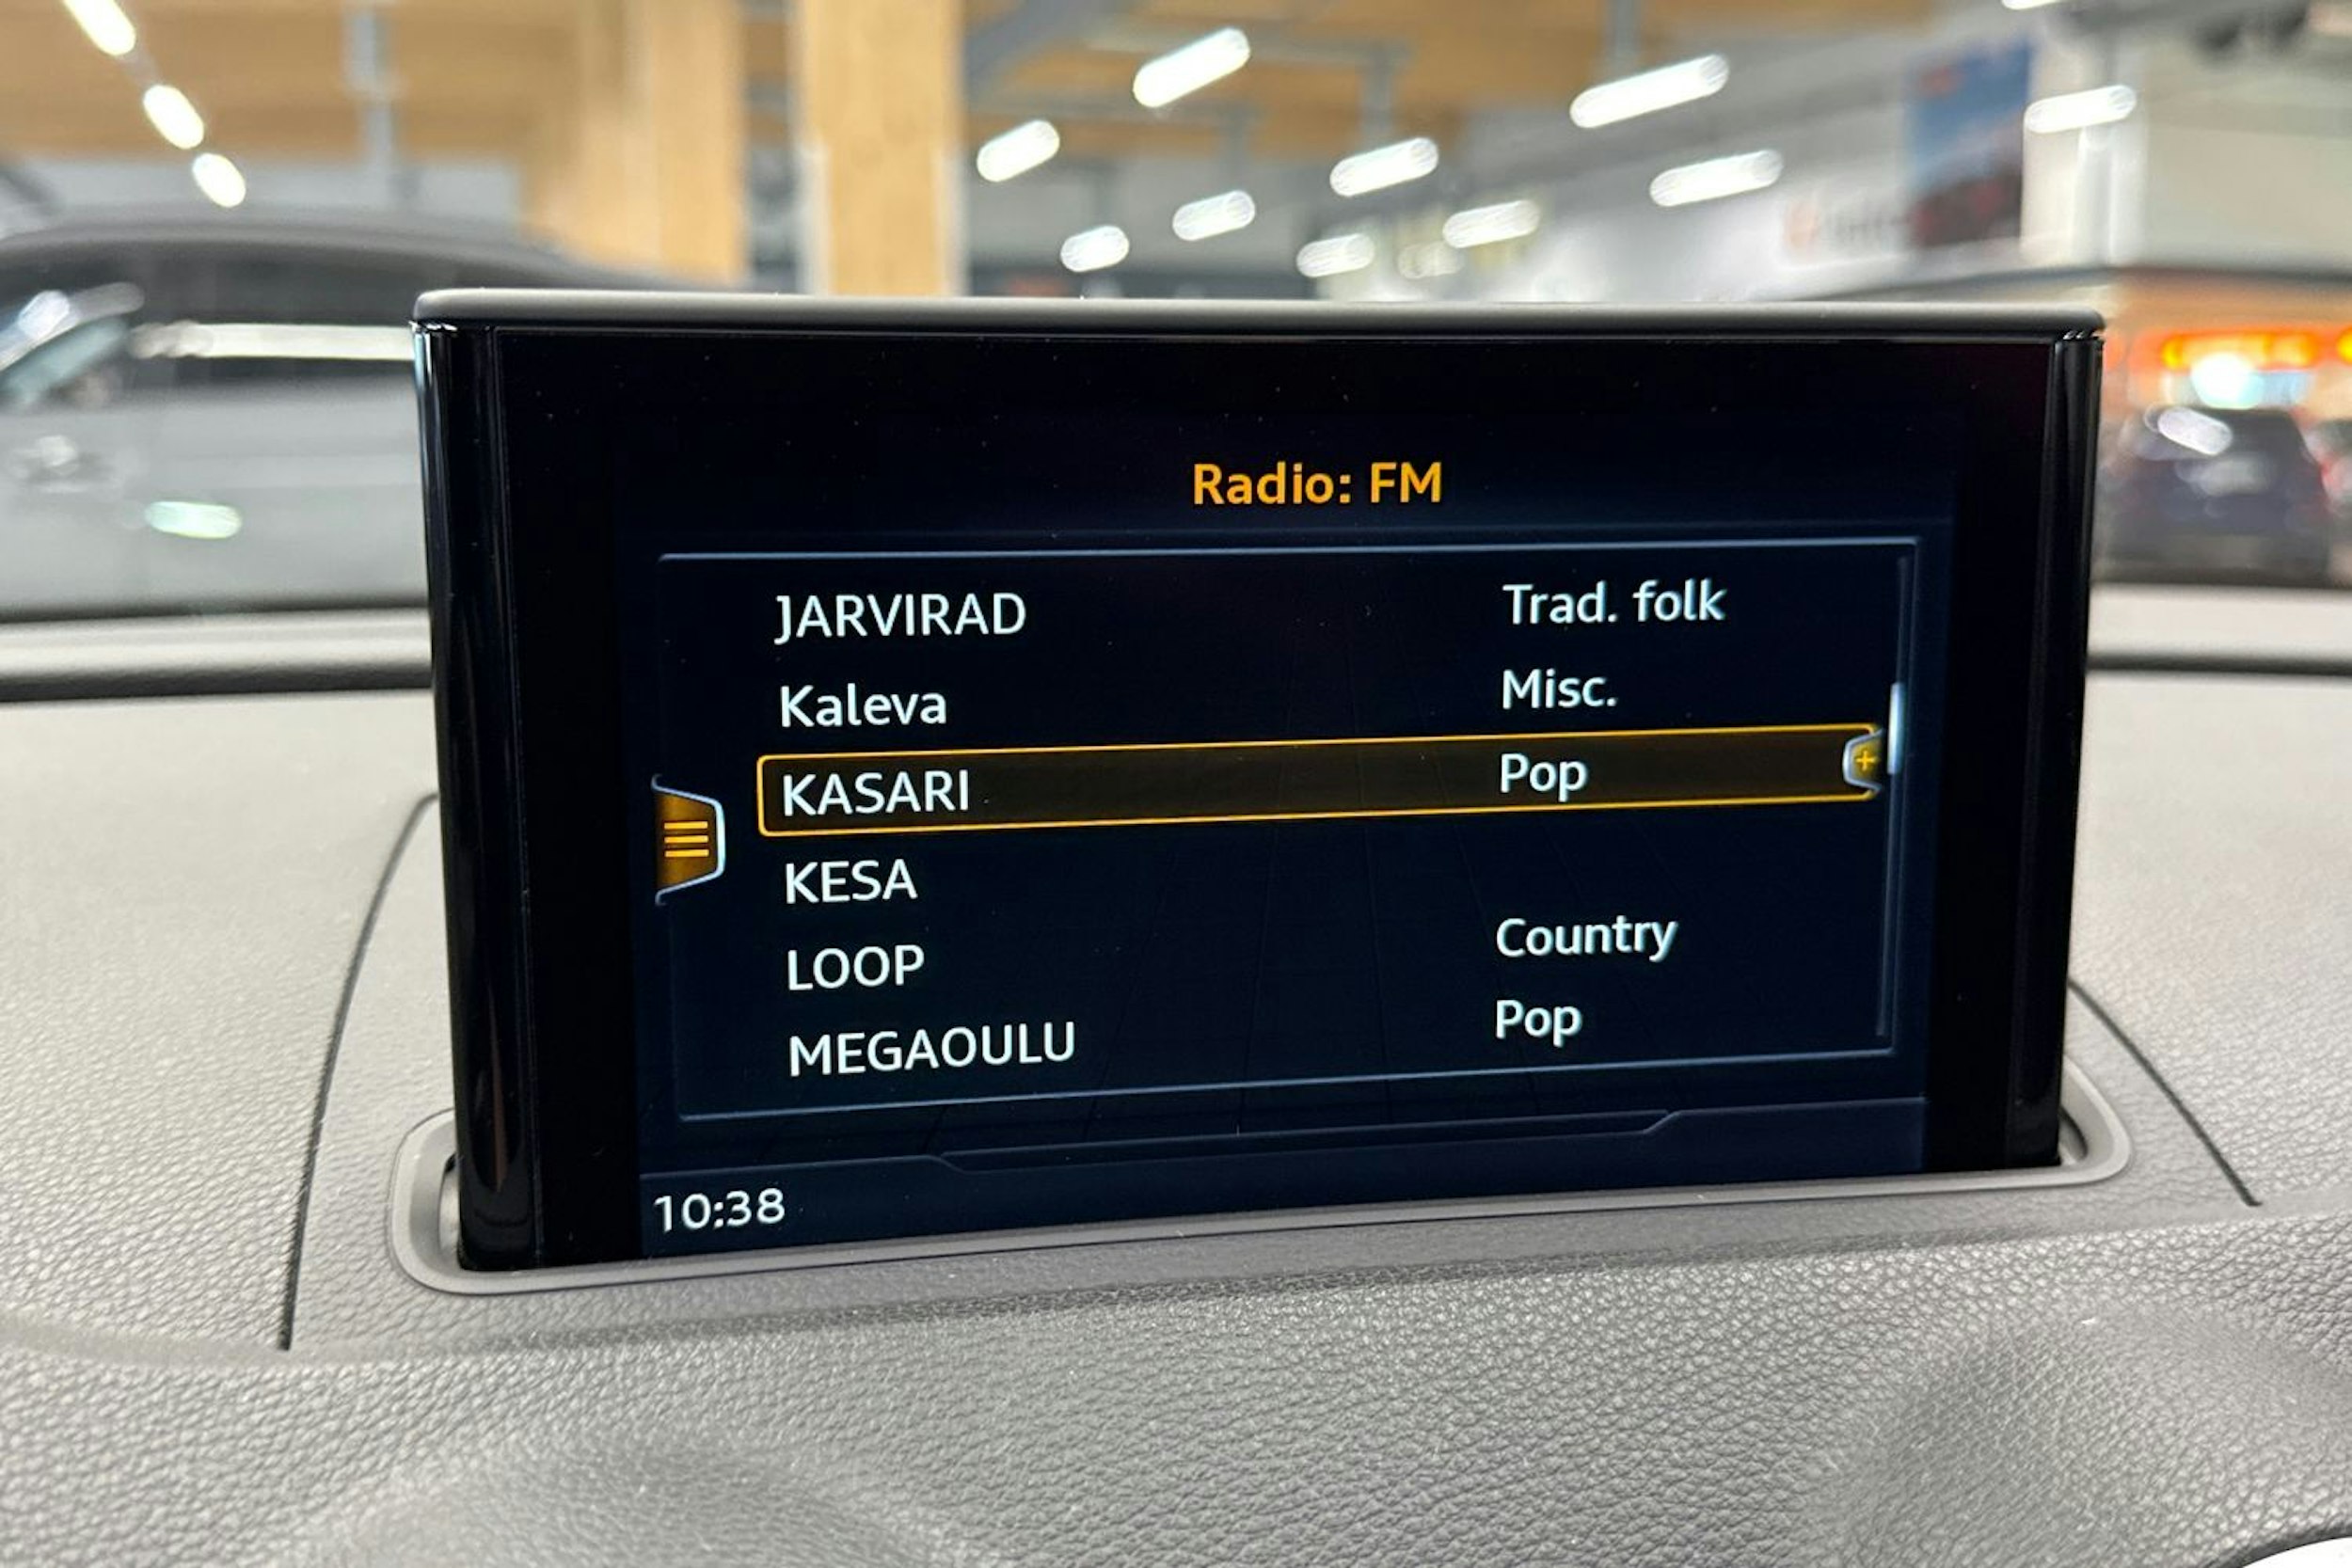 Radio: FM
JARVIRAD Trad. folk
Kaleva Misc.
KASARI Pop
KESA
LOOP Country
MEGAOULU Pop
10:38